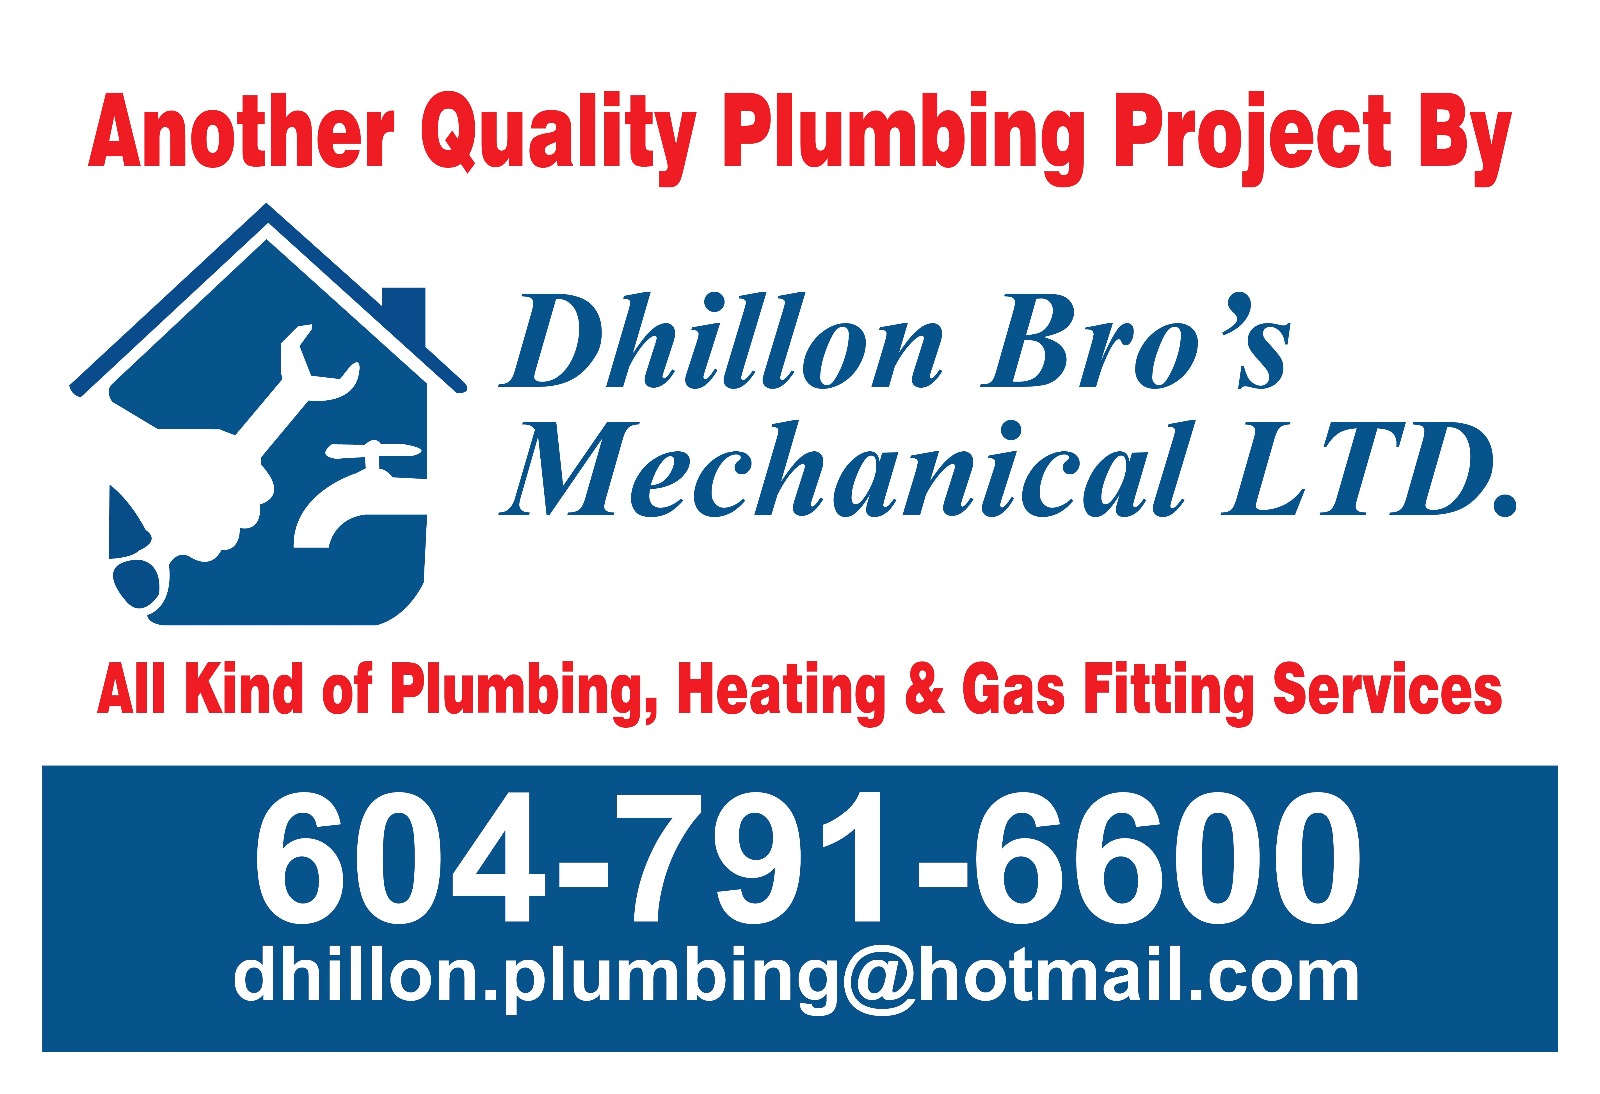 Another Quality Plumbing Project By
Dhillon Bro’s
Mechanical LTD.
All Kind of Plumbing, Heating & Gas Fitting Services
604-791-6600
dhillon.plumbing@hotmail.com